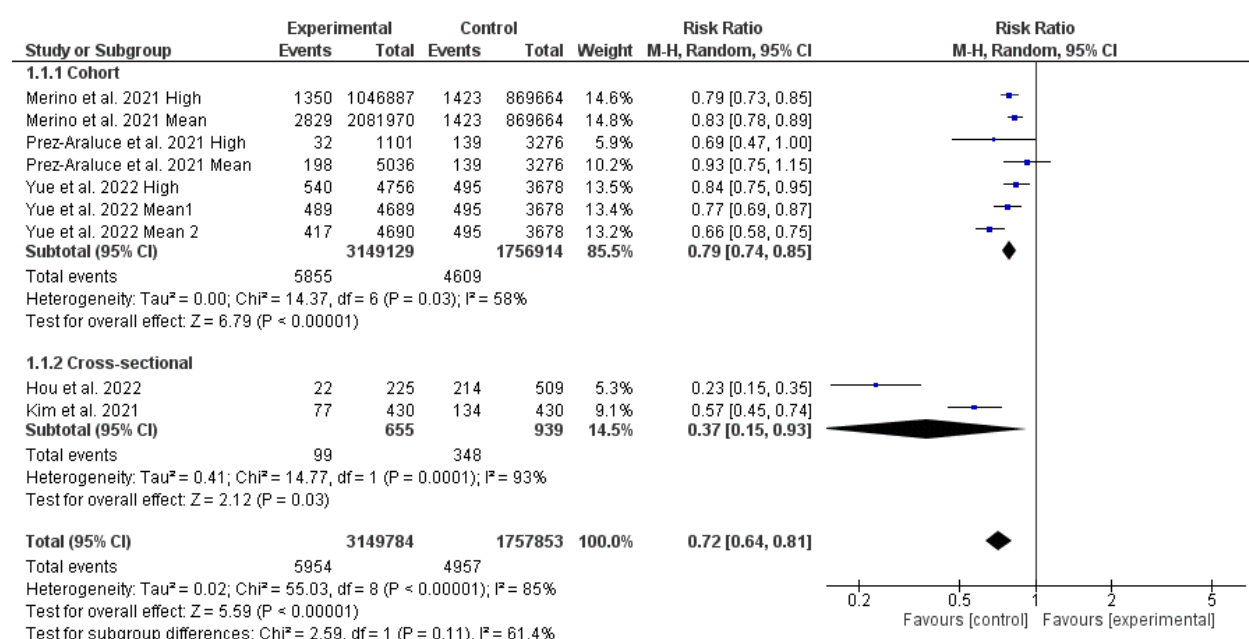 Experimental Control Risk Ratio Risk Ratio
Study or Subgroup Events Total Events Total Weight M-H, Random, 95% CI M-H, Random, 95% CI
1.1.1 Cohort
Merino et al. 2021 High 1350 1046887 1423 869664 14.6% 0.79 [0.73, 0.85]
Merino et al. 2021 Mean 2829 2081970 1423 869664 14.8% 0.83 [0.78, 0.89]
Prez-Araluce et al. 2021 High 32 1101 139 3276 5.9% 0.69 [0.47, 1.00]
Prez-Araluce et al. 2021 Mean 198 5036 139 3276 10.2% 0.93 [0.75, 1.15]
Yue et al. 2022 High 540 4756 495 3678 13.5% 0.84 [0.75, 0.95]
Yue et al. 2022 Mean1 489 4689 495 3678 13.4% 0.77 [0.69, 0.87]
Yue et al. 2022 Mean 2 417 4690 495 3678 13.2% 0.66 [0.58, 0.75]
Subtotal (95% CI) 3149129 1756914 85.5% 0.79 [0.74, 0.85]
Total events 5855 4609
Heterogeneity: Tau² = 0.00; Chi² = 14.37, df = 6 (P = 0.03); I² = 58%
Test for overall effect: Z = 6.79 (P < 0.00001)
1.1.2 Cross-sectional
Hou et al. 2022 22 225 214 509 5.3% 0.23 [0.15, 0.35]
Kim et al. 2021 77 430 134 430 9.1% 0.57 [0.45, 0.74]
Subtotal (95% CI) 655 939 14.5% 0.37 [0.15, 0.93]
Total events 99 348
Heterogeneity: Tau² = 0.41; Chi² = 14.77, df = 1 (P = 0.0001); I² = 93%
Test for overall effect: Z = 2.12 (P = 0.03)
Total (95% CI) 3149784 1757853 100.0% 0.72 [0.64, 0.81]
Total events 5954 4957
Heterogeneity: Tau² = 0.02; Chi² = 55.03, df = 8 (P < 0.00001); I² = 85%
Test for overall effect: Z = 5.59 (P < 0.00001)
Test for subgroup differences: Chi² = 2.59, df = 1 (P = 0.11), I² = 61.4%
0.2 0.5 1 2 5
Favours [control] Favours [experimental]